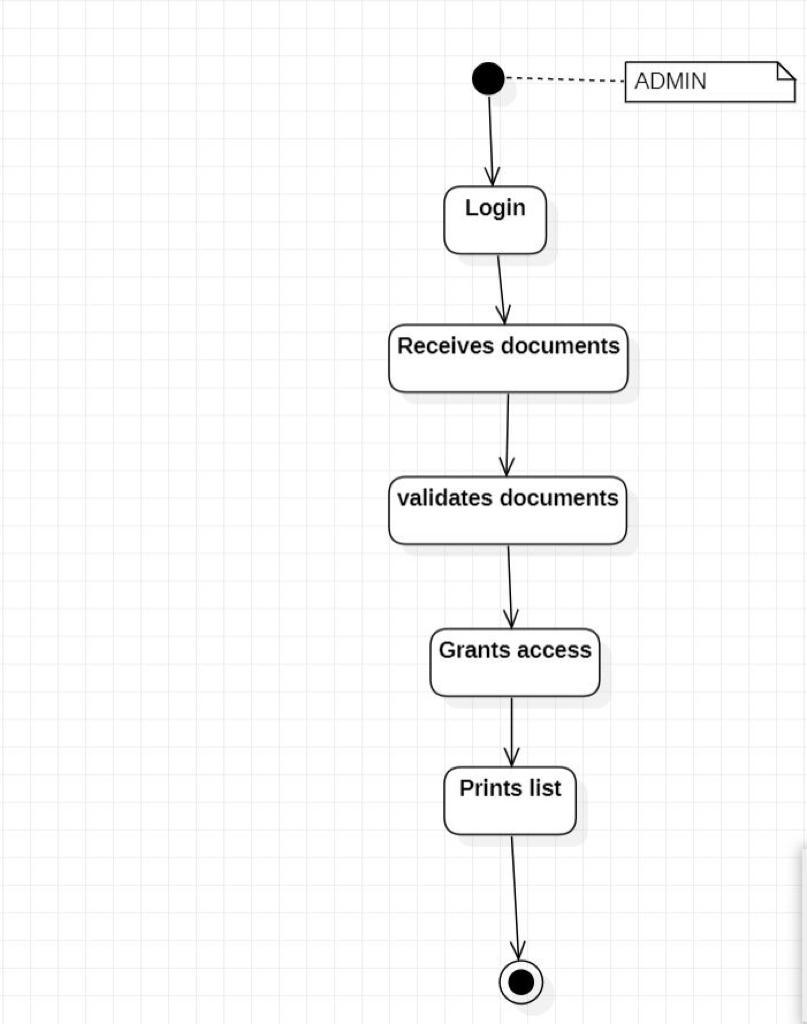 ADMIN
Login
Receives documents
validates documents
Grants access
Prints list